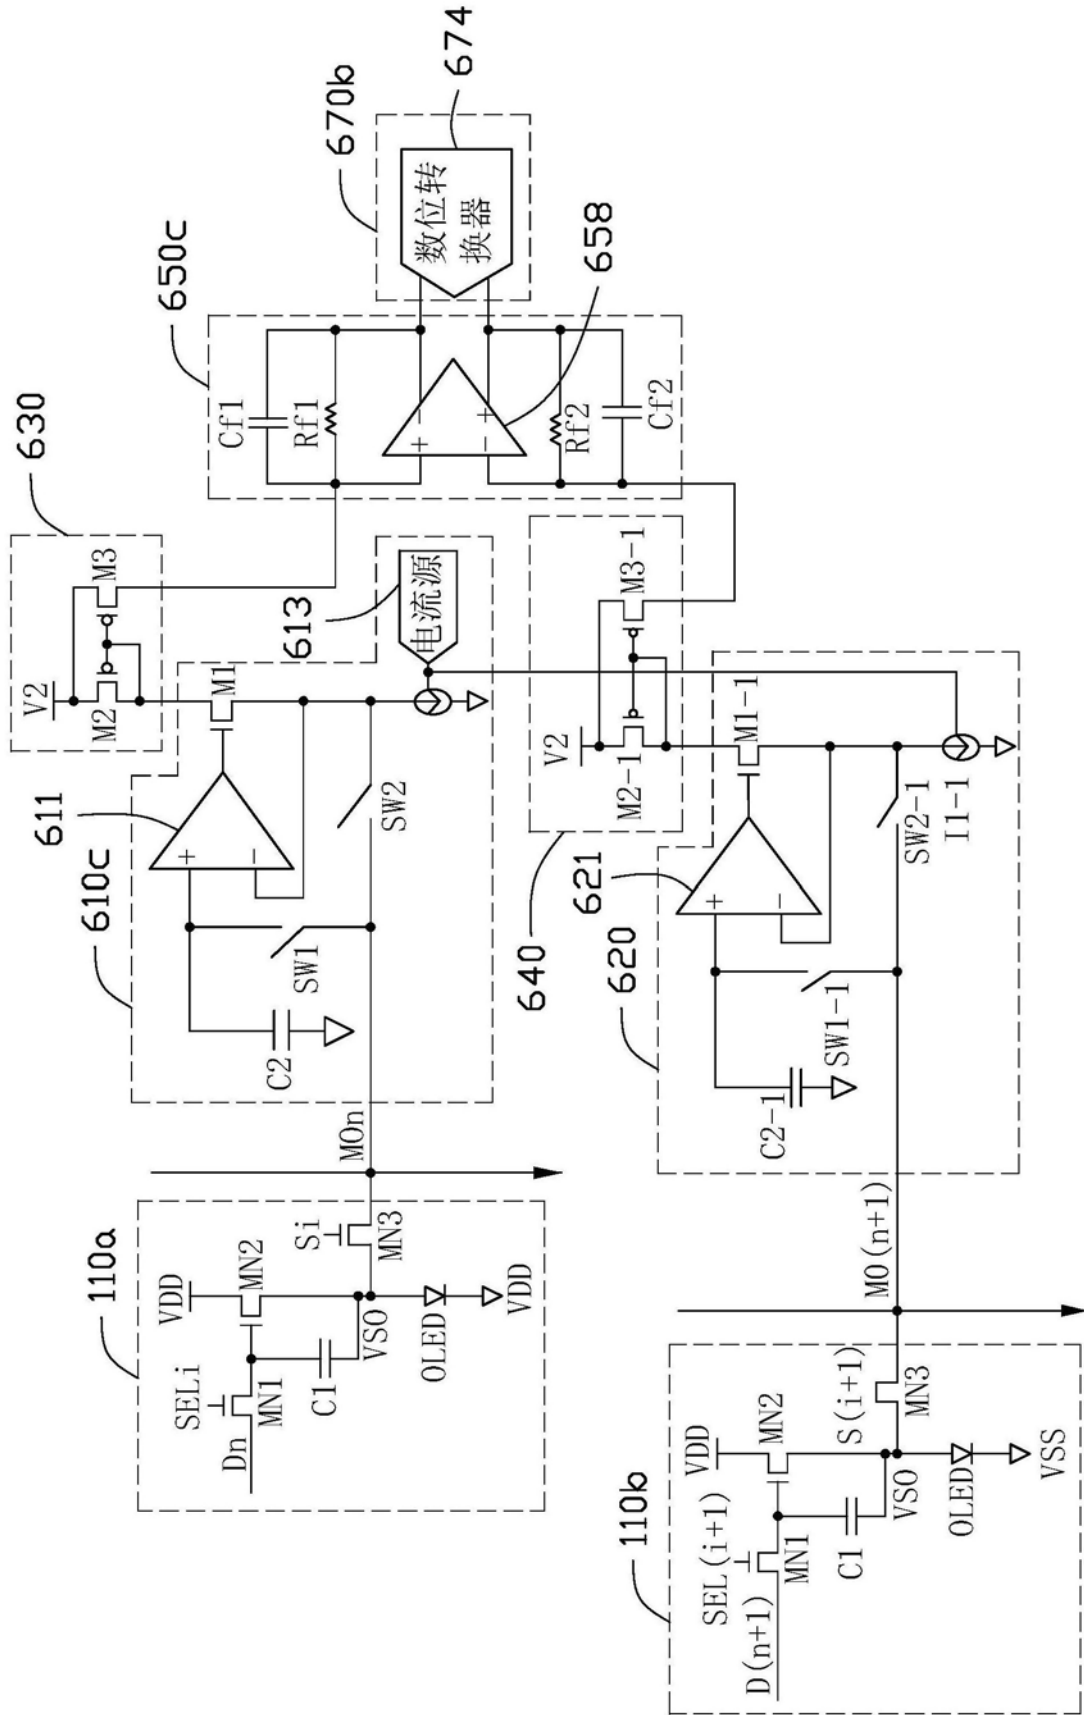 110a
SELi
Dn
MN1
VDD
MN2
C1
VSO
OLED
VDD
Si
MN3
MOn
610c
C2
SW1
+
−
611
SW2
M1
630
V2
M2
M3
613
电流源
650c
Cf1
Rf1
+
−
−
+
658
Rf2
Cf2
670b
数位转
换器
674
110b
SEL(i+1)
D(n+1)
MN1
VDD
MN2
C1
VSO
OLED
VSS
S(i+1)
MN3
MO(n+1)
620
C2-1
SW1-1
+
−
621
SW2-1
I1-1
M1-1
640
V2
M2-1
M3-1